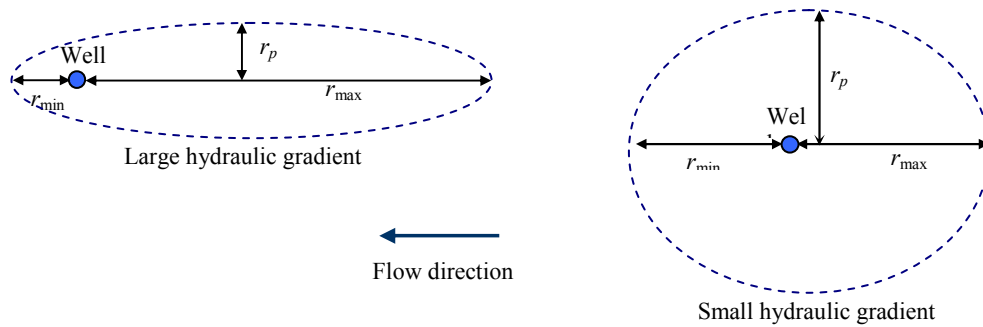 Well
r_p
r_min
r_max
Large hydraulic gradient
Flow direction
r_p
Wel
r_min
r_max
Small hydraulic gradient